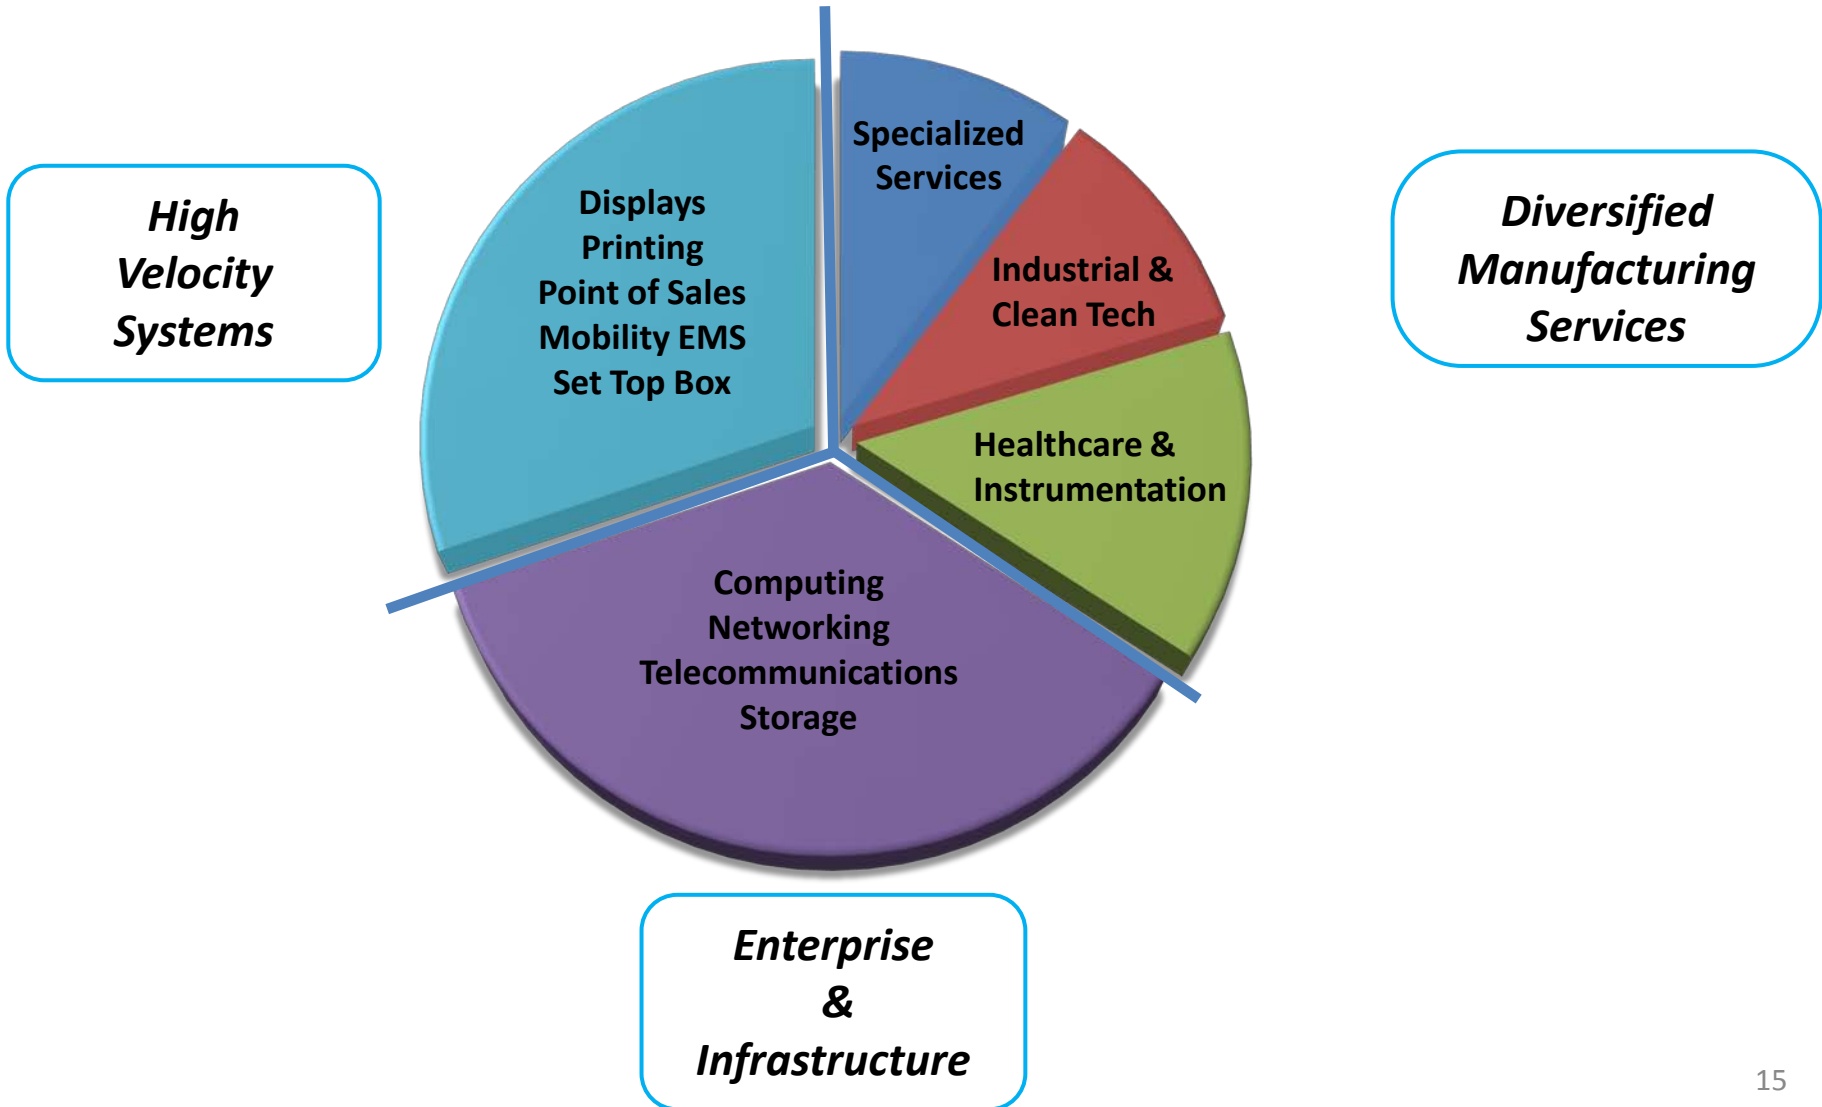 High
Velocity
Systems
Displays
Printing
Point of Sales
Mobility EMS
Set Top Box
Specialized
Services
Industrial &
Clean Tech
Healthcare &
Instrumentation
Diversified
Manufacturing
Services
Computing
Networking
Telecommunications
Storage
Enterprise
&
Infrastructure
15